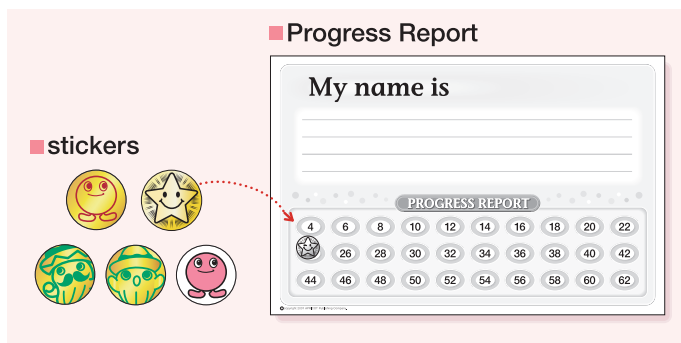 Progress Report
My name is
stickers
PROGRESS REPORT
4 6 8 10 12 14 16 18 20 22
26 28 30 32 34 36 38 40 42
44 46 48 50 52 54 56 58 60 62